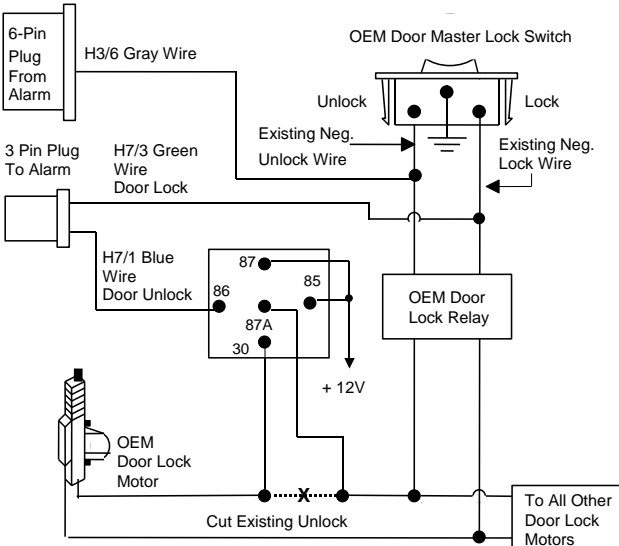 6-Pin
Plug
From
Alarm
H3/6 Gray Wire
OEM Door Master Lock Switch
Unlock
Lock
Existing Neg.
Unlock Wire
Existing Neg.
Lock Wire
3 Pin Plug
To Alarm
H7/3 Green
Wire
Door Lock
H7/1 Blue
Wire
Door Unlock
87
86
85
87A
30
+ 12V
OEM Door
Lock Relay
OEM
Door Lock
Motor
X
Cut Existing Unlock
To All Other
Door Lock
Motors